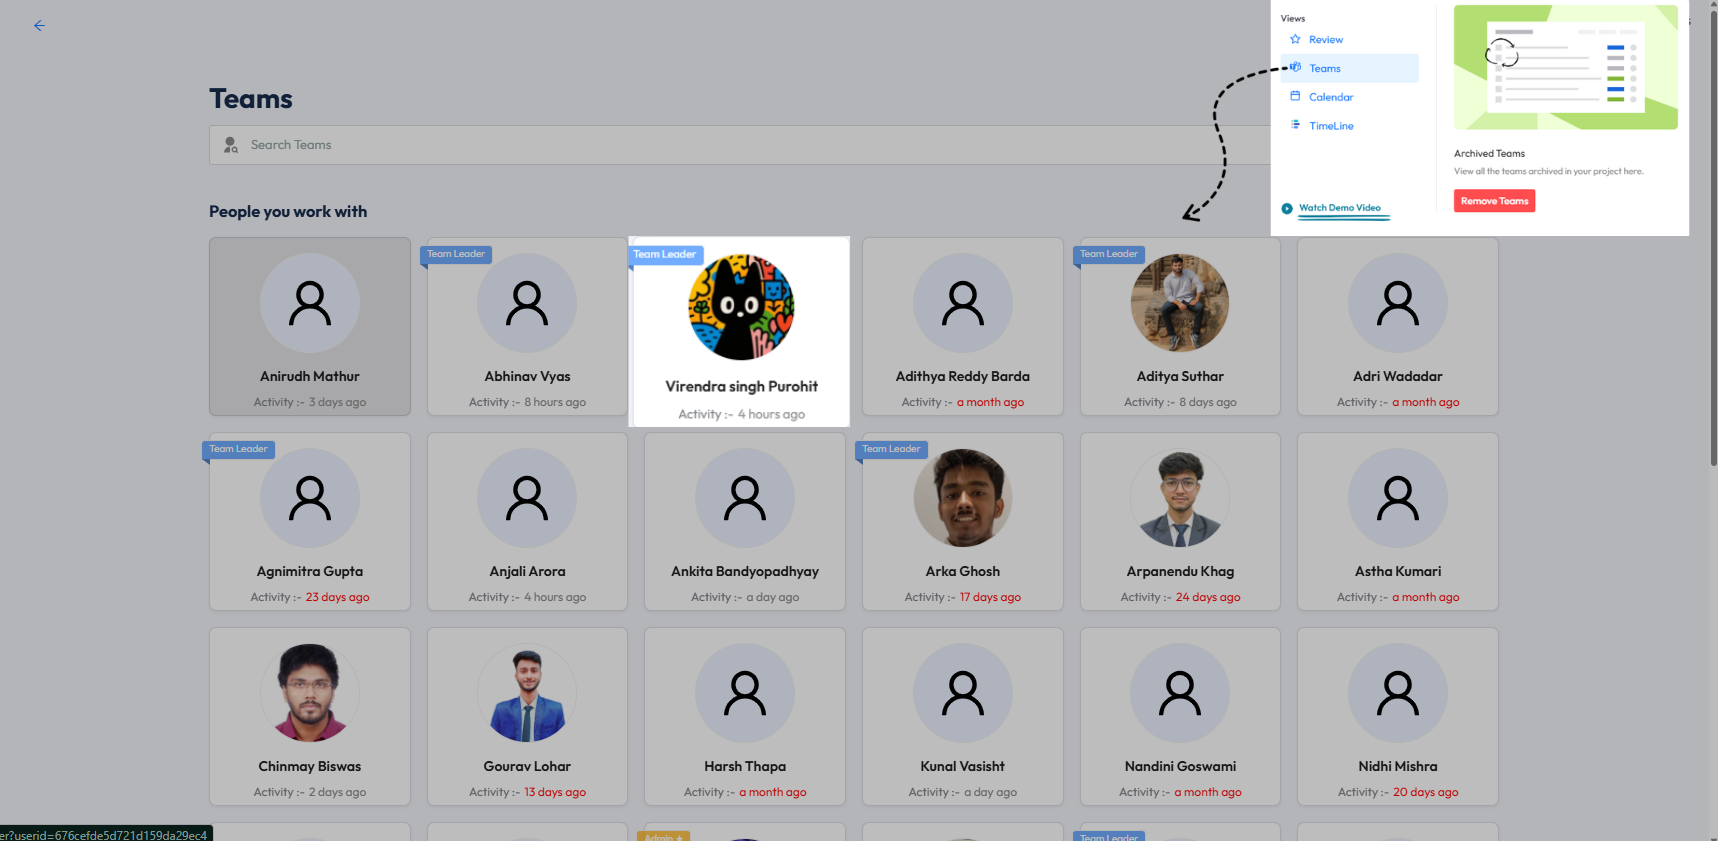 Views
Review
Teams
Calendar
TimeLine
Watch Demo Video
Archived Teams
View all the teams archived in your project here.
Remove Teams
Teams
Search Teams
People you work with
Anirudh Mathur
Activity :- 3 days ago
Team Leader
Abhinav Vyas
Activity :- 8 hours ago
Team Leader
Virendra singh Purohit
Activity :- 4 hours ago
Adithya Reddy Barda
Activity :- a month ago
Team Leader
Aditya Suthar
Activity :- 8 days ago
Adri Wadadar
Activity :- a month ago
Team Leader
Agnimitra Gupta
Activity :- 23 days ago
Anjali Arora
Activity :- 4 hours ago
Ankita Bandyopadhyay
Activity :- a day ago
Team Leader
Arka Ghosh
Activity :- 17 days ago
Arpanendu Khag
Activity :- 24 days ago
Astha Kumari
Activity :- a month ago
Chinmay Biswas
Activity :- 2 days ago
Gourav Lohar
Activity :- 13 days ago
Harsh Thapa
Activity :- a month ago
Kunal Vasisht
Activity :- a day ago
Nandini Goswami
Activity :- a month ago
Nidhi Mishra
Activity :- 20 days ago
Admin
Team Leader
er?userid=676cefde5d721d159da29ec4